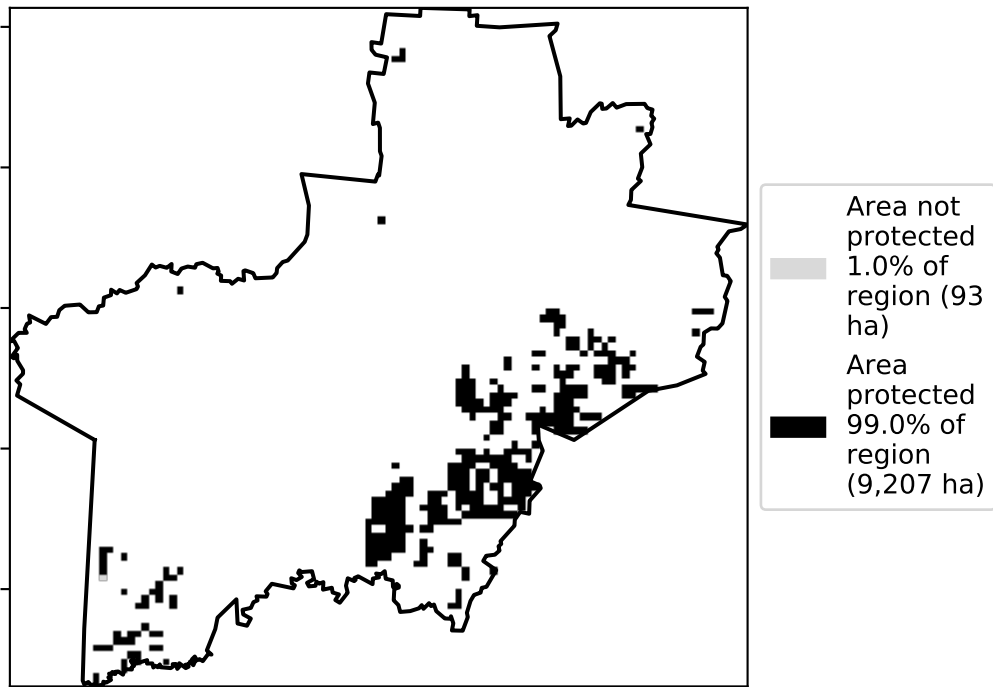 Area not
protected
1.0% of
region (93
ha)
Area
protected
99.0% of
region
(9,207 ha)